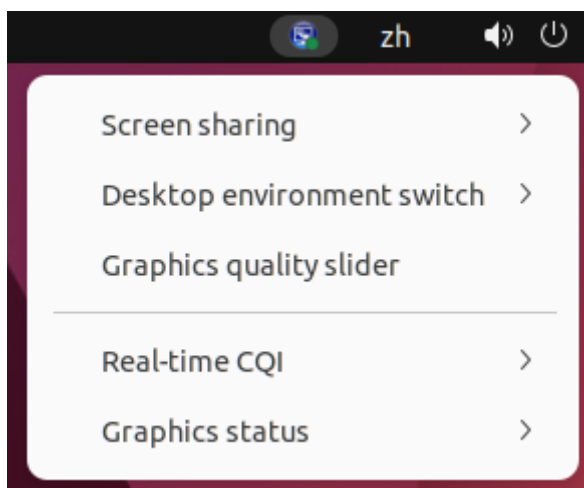 zh
Screen sharing
Desktop environment switch
Graphics quality slider
Real-time CQI
Graphics status